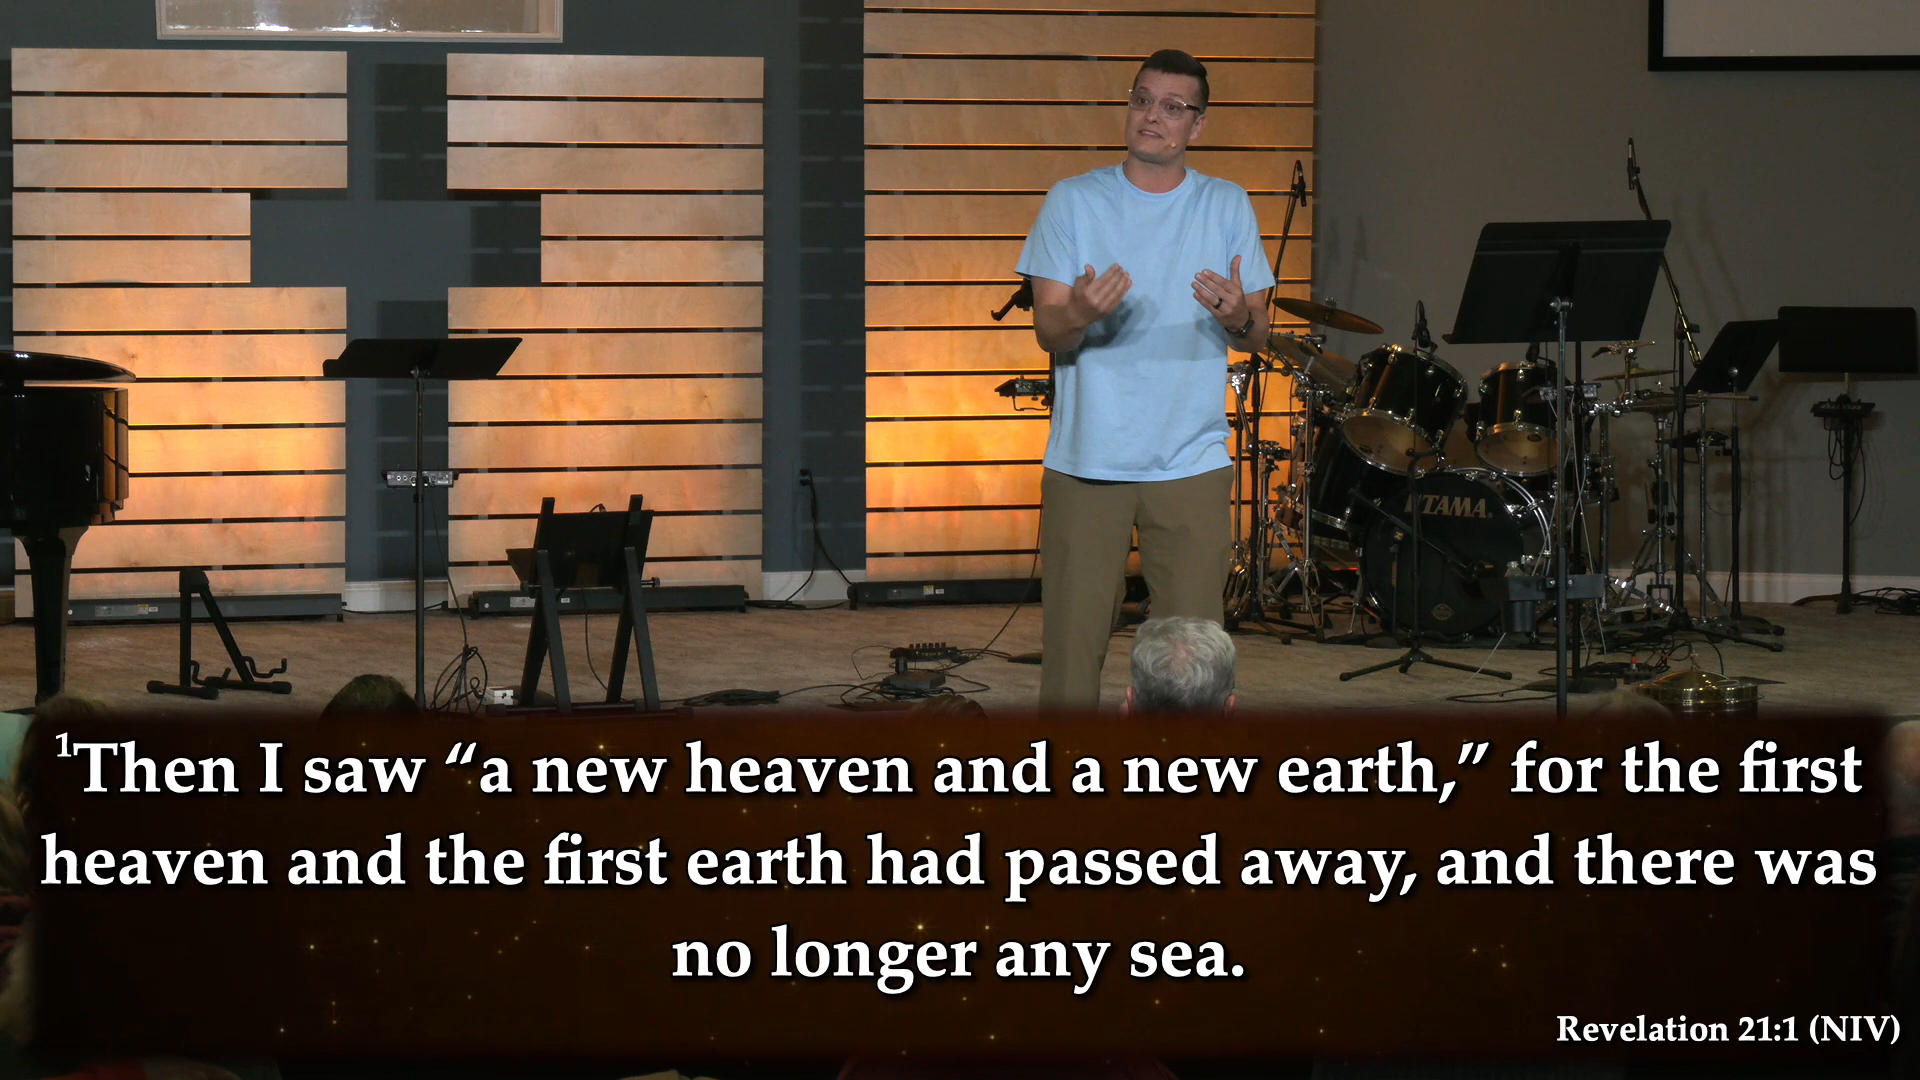 TAMA
¹Then I saw “a new heaven and a new earth,” for the first
heaven and the first earth had passed away, and there was
no longer any sea.
Revelation 21:1 (NIV)